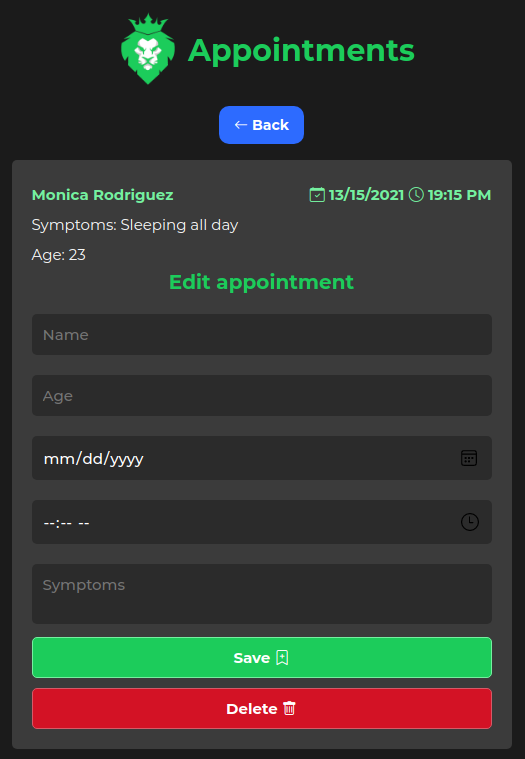 Appointments
← Back
Monica Rodriguez 13/15/2021 19:15 PM
Symptoms: Sleeping all day
Age: 23
Edit appointment
Name
Age
mm/dd/yyyy
--:-- --
Symptoms
Save
Delete